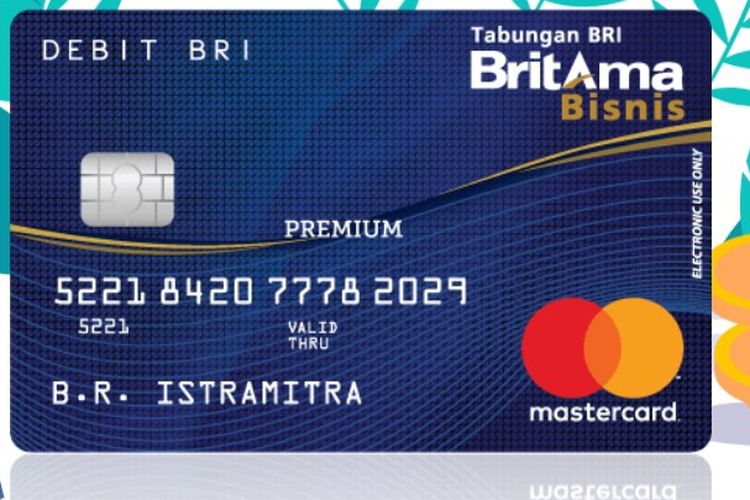 DEBIT BRI
Tabungan BRI
BritAma
Bisnis
ELECTRONIC USE ONLY
PREMIUM
5221 8420 7778 2029
5221
VALID
THRU
B.R. ISTRAMITRA
mastercard